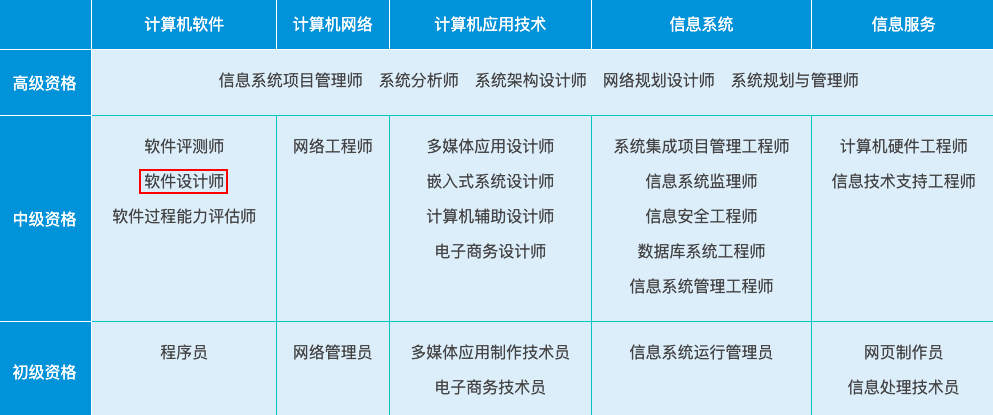 计算机软件 计算机网络 计算机应用技术 信息系统 信息服务
高级资格 信息系统项目管理师 系统分析师 系统架构设计师 网络规划设计师 系统规划与管理师
软件评测师 网络工程师 多媒体应用设计师 系统集成项目管理工程师 计算机硬件工程师
软件设计师 嵌入式系统设计师 信息系统监理师 信息技术支持工程师
中级资格 软件过程能力评估师 计算机辅助设计师 信息安全工程师
电子商务设计师 数据库系统工程师
信息系统管理工程师
程序员 网络管理员 多媒体应用制作技术员 信息系统运行管理员 网页制作员
初级资格 电子商务技术员 信息处理技术员